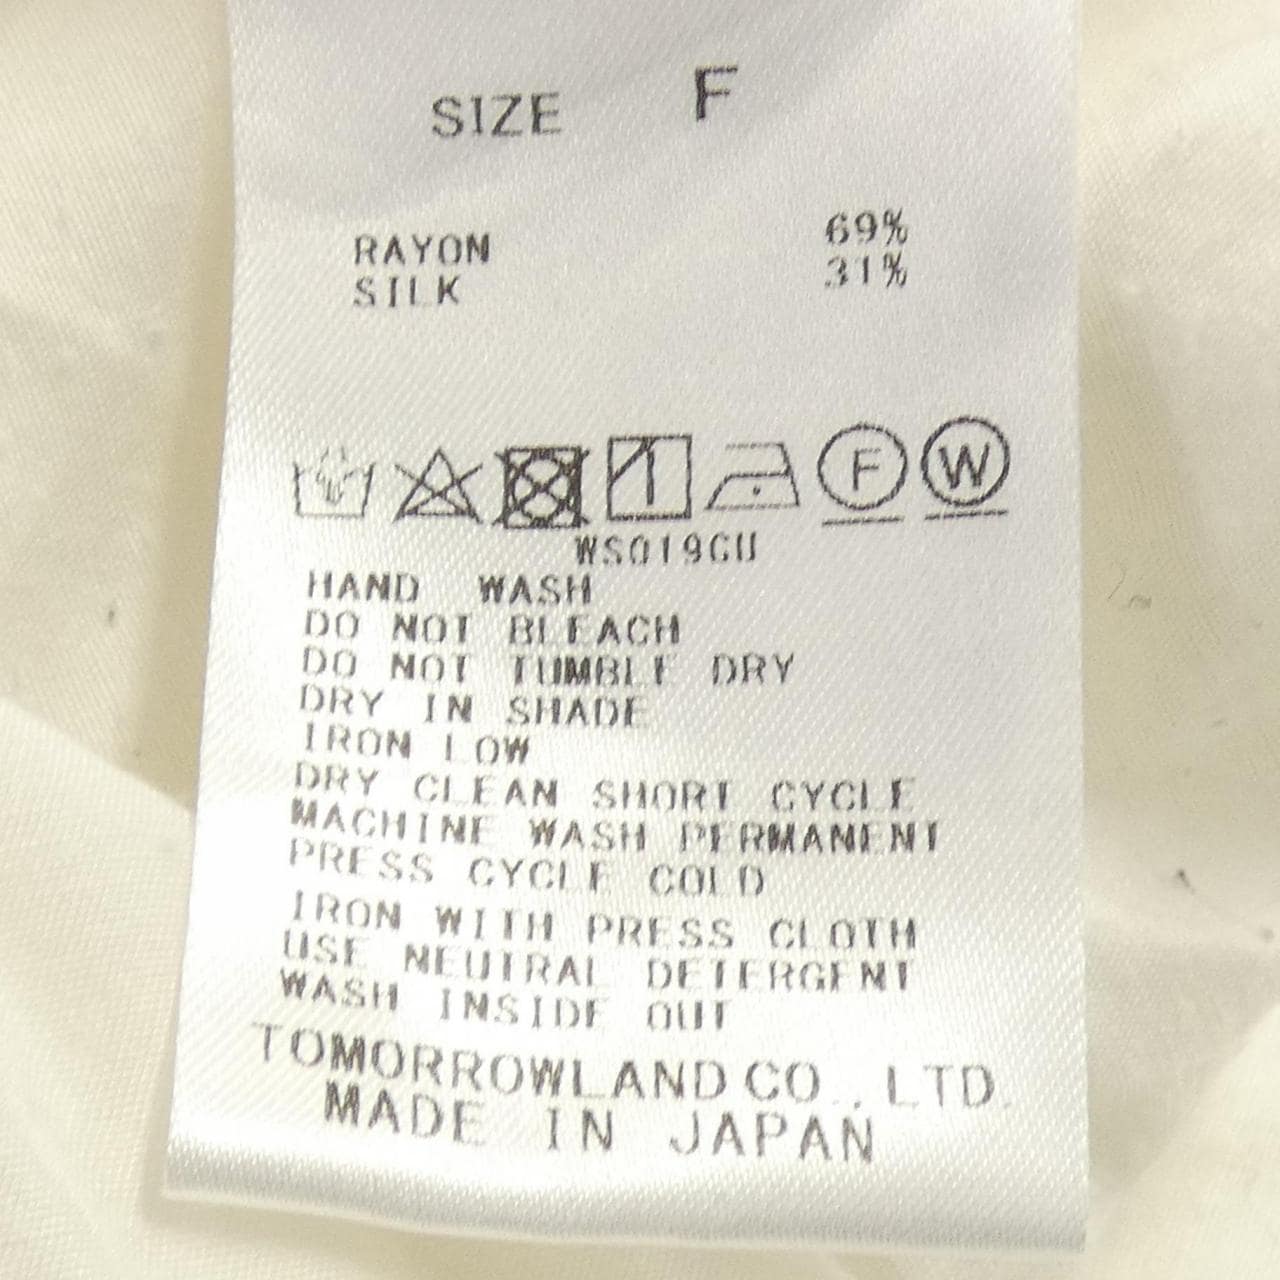 SIZE F
RAYON 69%
SILK 31%
F W
WS019CU
HAND WASH
DO NOT BLEACH
DO NOT TUMBLE DRY
DRY IN SHADE
IRON LOW
DRY CLEAN SHORT CYCLE
MACHINE WASH PERMANENT
PRESS CYCLE COLD
IRON WITH PRESS CLOTH
USE NEUTRAL DETERGENT
WASH INSIDE OUT
TOMORROWLAND CO., LTD.
MADE IN JAPAN